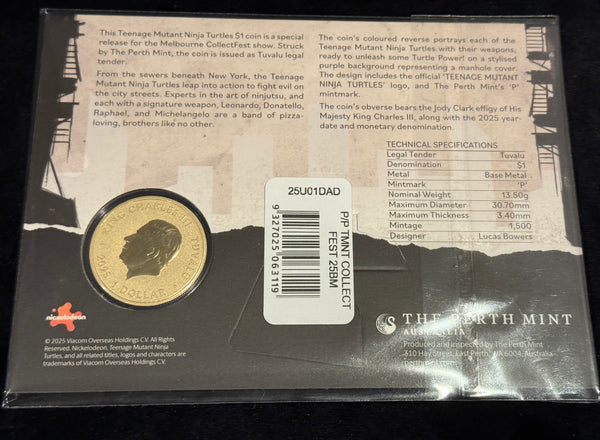 This Teenage Mutant Ninja Turtles $1 coin is a special
release for the Melbourne CollectFest show. Struck
by The Perth Mint, the coin is issued as Tuvalu legal
tender.
From the sewers beneath New York, the Teenage
Mutant Ninja Turtles leap into action to fight evil on
the city streets. Experts in the art of ninjutsu, and
each with a signature weapon, Leonardo, Donatello,
Raphael, and Michelangelo are a band of pizza-
loving, brothers like no other.
The coin's coloured reverse portrays each of the
Teenage Mutant Ninja Turtles with their weapons,
ready to unleash some Turtle Power! on a stylised
purple background representing a manhole cover.
The design includes the official 'TEENAGE MUTANT
NINJA TURTLES' logo, and The Perth Mint's 'P'
mintmark.
The coin's obverse bears the Jody Clark effigy of His
Majesty King Charles III, along with the 2025 year-
date and monetary denomination.
TECHNICAL SPECIFICATIONS
Legal Tender Tuvalu
Denomination $1
Metal Base Metal
Mintmark 'P'
Nominal Weight 13.50g
Maximum Diameter 30.70mm
Maximum Thickness 3.40mm
Mintage 1,500
Designer Lucas Bowers
25U01DAD
9327025063119
P/P TMNT COLLECT
FEST 25BM
KING CHARLES III TUVALU
2025 1 DOLLAR
nickelodeon
© 2025 Viacom Overseas Holdings C.V. All Rights
Reserved. Nickelodeon. Teenage Mutant Ninja
Turtles, and all related titles, logos and characters are
trademarks of Viacom Overseas Holdings C.V.
THE PERTH MINT
AUSTRALIA
Produced and inspected by The Perth Mint
310 Hay Street, East Perth, WA 6004, Australia